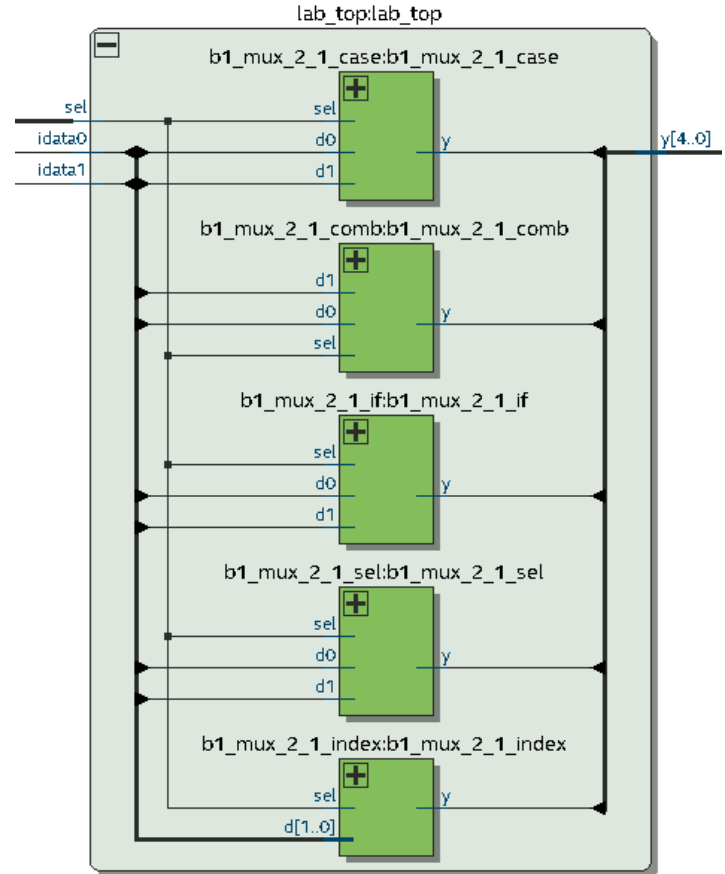 lab_top:lab_top
b1_mux_2_1_case:b1_mux_2_1_case
sel
sel
idata0
d0
y
y[4..0]
idata1
d1
b1_mux_2_1_comb:b1_mux_2_1_comb
d1
d0
y
sel
b1_mux_2_1_if:b1_mux_2_1_if
sel
d0
y
d1
b1_mux_2_1_sel:b1_mux_2_1_sel
sel
d0
y
d1
b1_mux_2_1_index:b1_mux_2_1_index
sel
y
d[1..0]